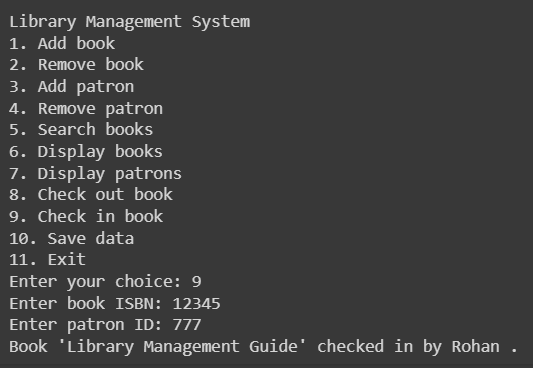 Library Management System
1. Add book
2. Remove book
3. Add patron
4. Remove patron
5. Search books
6. Display books
7. Display patrons
8. Check out book
9. Check in book
10. Save data
11. Exit
Enter your choice: 9
Enter book ISBN: 12345
Enter patron ID: 777
Book 'Library Management Guide' checked in by Rohan .